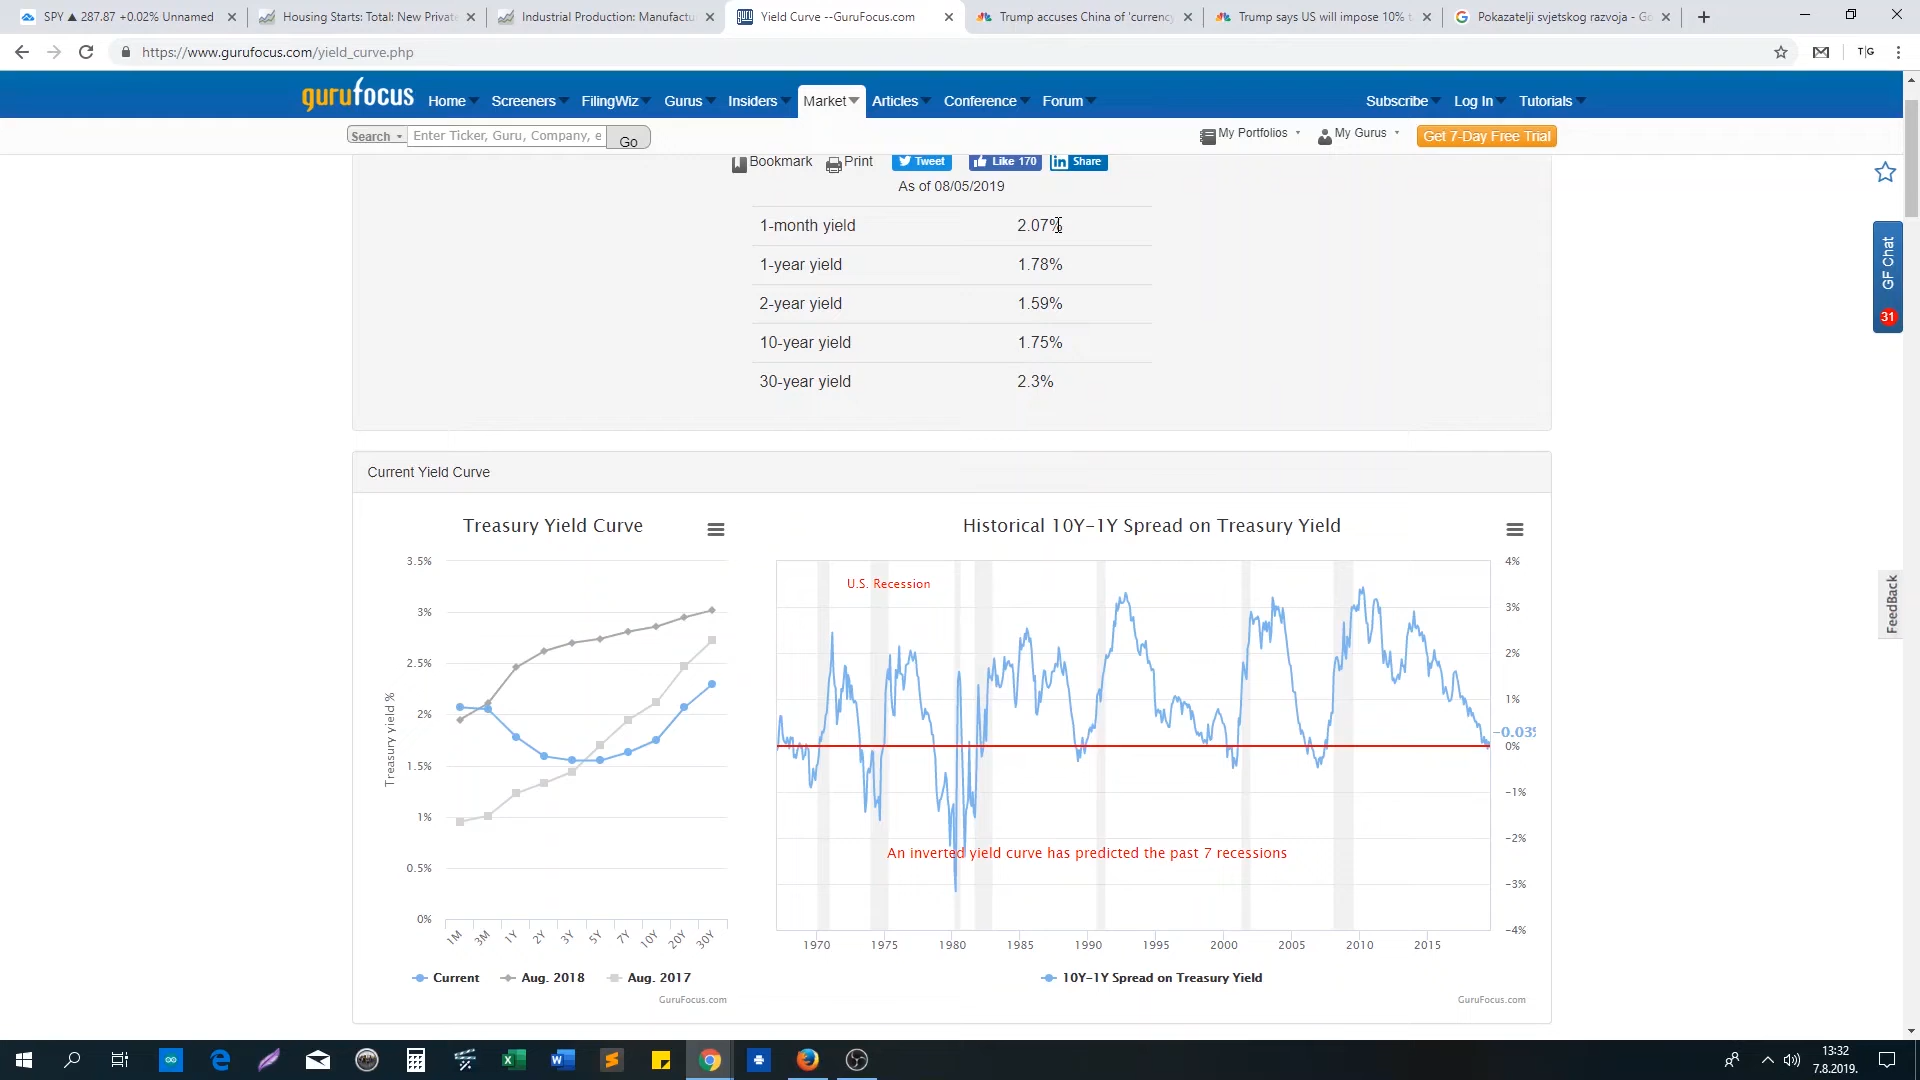 SPY ▲ 287.87 +0.02% Unnamed
Housing Starts: Total: New Private
Industrial Production: Manufactu
Yield Curve --GuruFocus.com
Trump accuses China of 'currency
Trump says US will impose 10% t
Pokazatelji svjetskog razvoja - Go
https://www.gurufocus.com/yield_curve.php
T|G
gurufocus
Home
Screeners
FilingWiz
Gurus
Insiders
Market
Articles
Conference
Forum
Subscribe
Log In
Tutorials
Search
Enter Ticker, Guru, Company, e
Go
My Portfolios
My Gurus
Get 7-Day Free Trial
Bookmark
Print
Tweet
Like 170
in Share
As of 08/05/2019
1-month yield 2.07%
1-year yield 1.78%
2-year yield 1.59%
10-year yield 1.75%
30-year yield 2.3%
GF Chat
31
FeedBack
Current Yield Curve
Treasury Yield Curve
Treasury yield %
3.5%
3%
2.5%
2%
1.5%
1%
0.5%
0%
1M
3M
1Y
2Y
3Y
5Y
7Y
10Y
20Y
30Y
Current
Aug. 2018
Aug. 2017
GuruFocus.com
Historical 10Y-1Y Spread on Treasury Yield
U.S. Recession
An inverted yield curve has predicted the past 7 recessions
4%
3%
2%
1%
-0.03%
0%
-1%
-2%
-3%
-4%
1970
1975
1980
1985
1990
1995
2000
2005
2010
2015
10Y-1Y Spread on Treasury Yield
GuruFocus.com
13:32
7.8.2019.